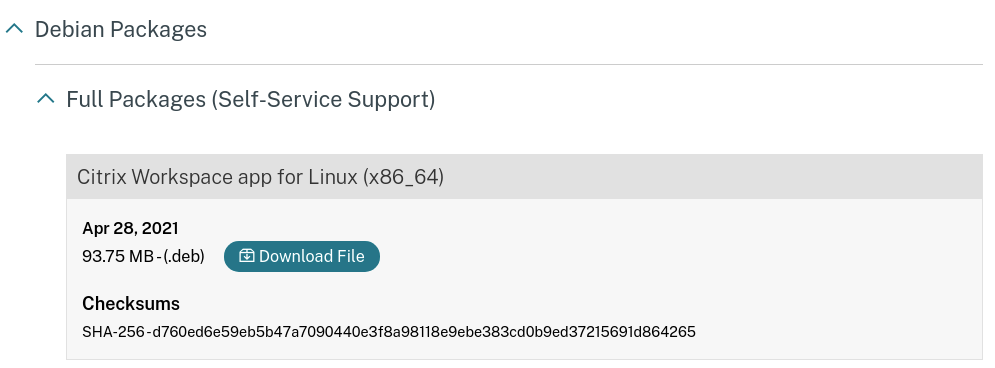 Debian Packages
Full Packages (Self-Service Support)
Citrix Workspace app for Linux (x86_64)
Apr 28, 2021
93.75 MB - (.deb) Download File
Checksums
SHA-256 - d760ed6e59eb5b47a7090440e3f8a98118e9ebe383cd0b9ed37215691d864265